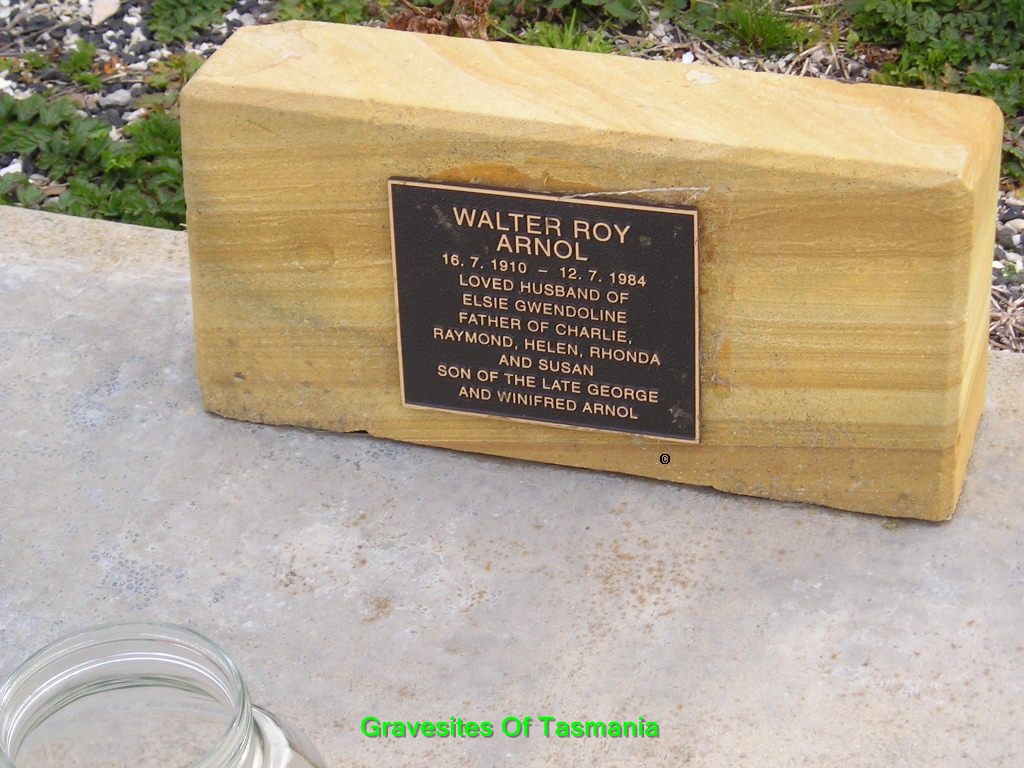 WALTER ROY
ARNOL
16. 7. 1910 – 12. 7. 1984
LOVED HUSBAND OF
ELSIE GWENDOLINE
FATHER OF CHARLIE,
RAYMOND, HELEN, RHONDA
AND SUSAN
SON OF THE LATE GEORGE
AND WINIFRED ARNOL
©
Gravesites Of Tasmania